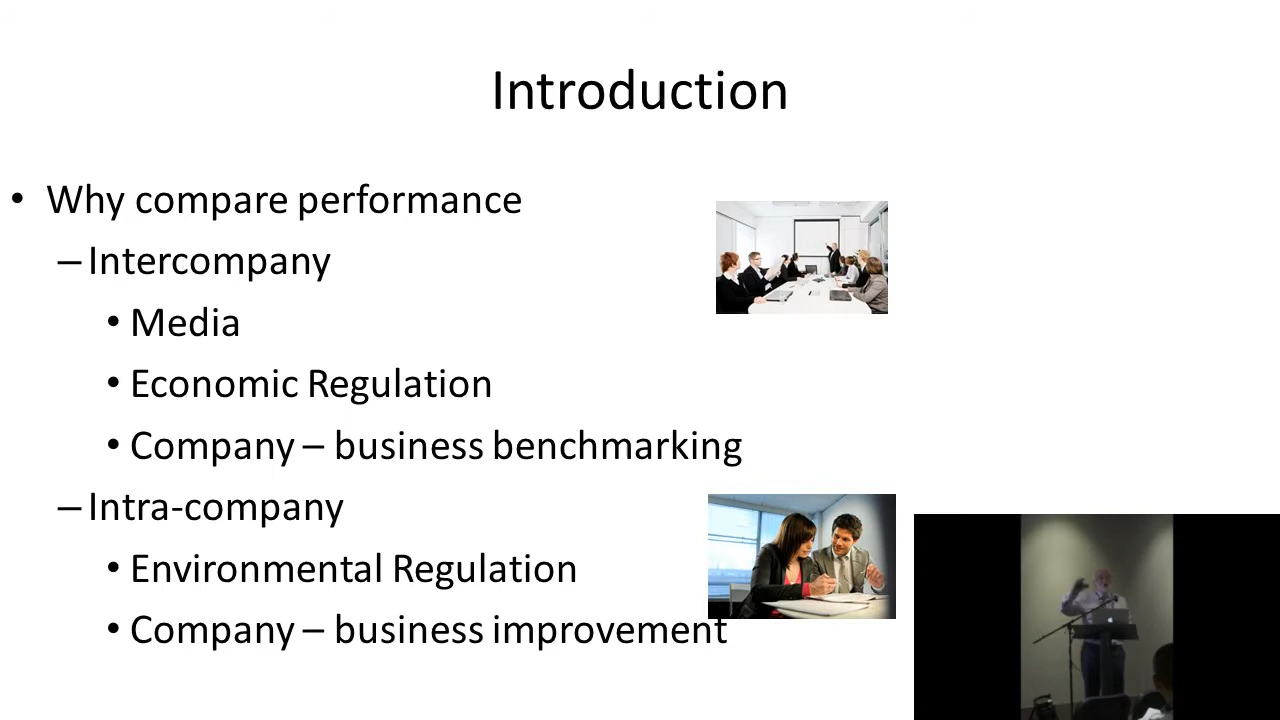 Introduction
• Why compare performance
– Intercompany
• Media
• Economic Regulation
• Company – business benchmarking
– Intra-company
• Environmental Regulation
• Company – business improvement